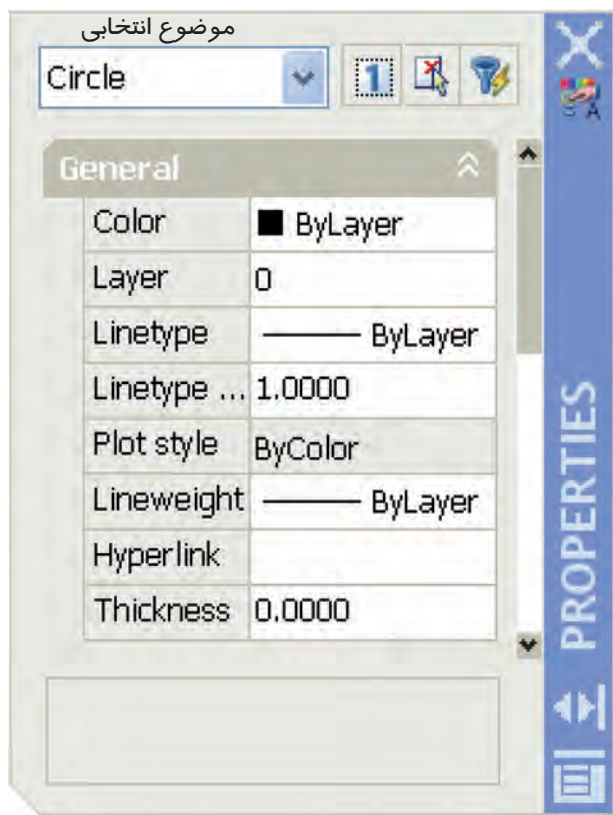 موضوع انتخابی
Circle
1
General
Color ByLayer
Layer 0
Linetype ByLayer
Linetype ... 1.0000
Plot style ByColor
Lineweight ByLayer
Hyperlink
Thickness 0.0000
PROPERTIES